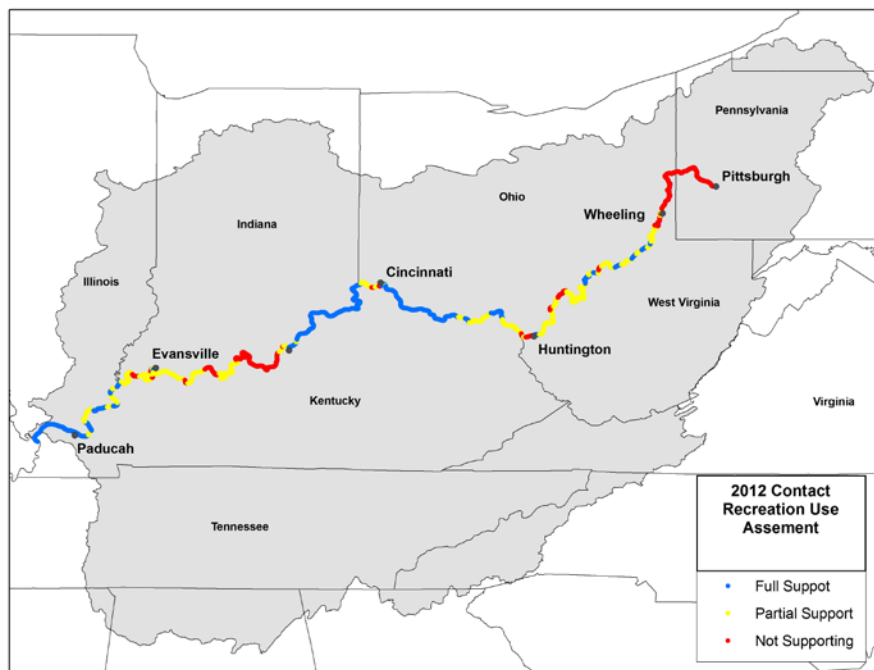 Pennsylvania
Pittsburgh
Ohio
Wheeling
Indiana
Cincinnati
Illinois
West Virginia
Huntington
Evansville
Kentucky
Virginia
Paducah
Tennessee
2012 Contact
Recreation Use
Assement
Full Suppot
Partial Support
Not Supporting